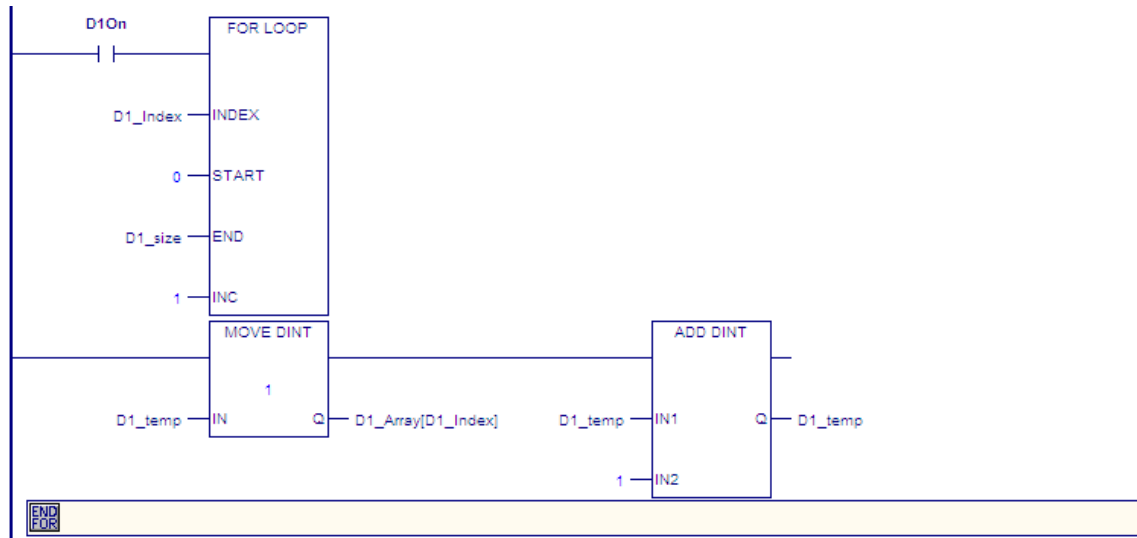 D1On
FOR LOOP
D1_Index INDEX
0 START
D1_size END
1 INC
MOVE DINT ADD DINT
1
D1_temp IN Q D1_Array[D1_Index] D1_temp IN1 Q D1_temp
1 IN2
END
FOR